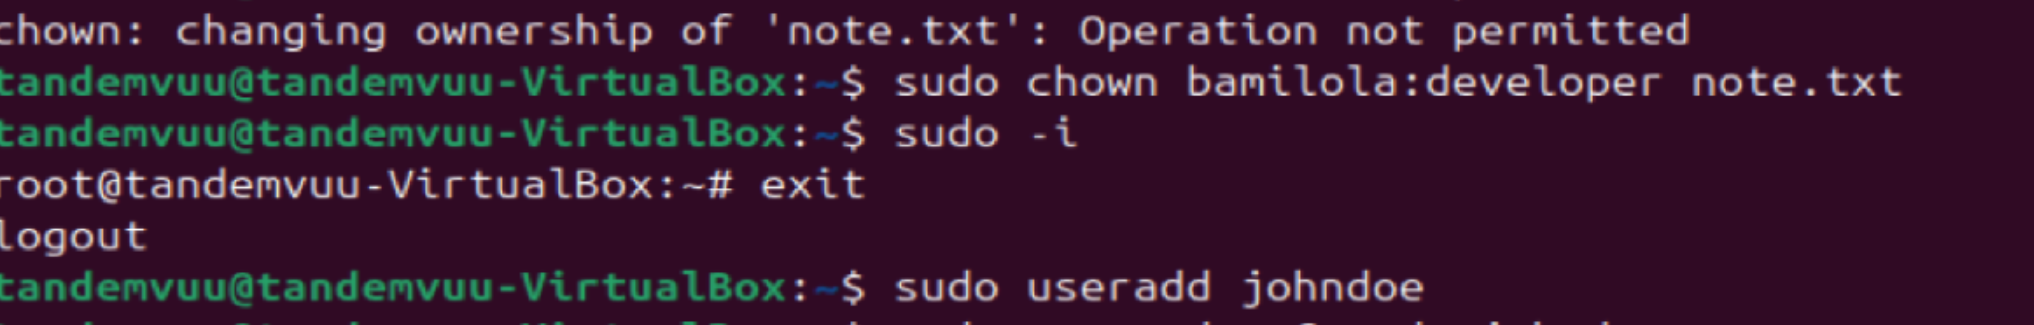 chown: changing ownership of 'note.txt': Operation not permitted
tandemvuu@tandemvuu-VirtualBox:~$ sudo chown bamilola:developer note.txt
tandemvuu@tandemvuu-VirtualBox:~$ sudo -i
root@tandemvuu-VirtualBox:~# exit
logout
tandemvuu@tandemvuu-VirtualBox:~$ sudo useradd johndoe